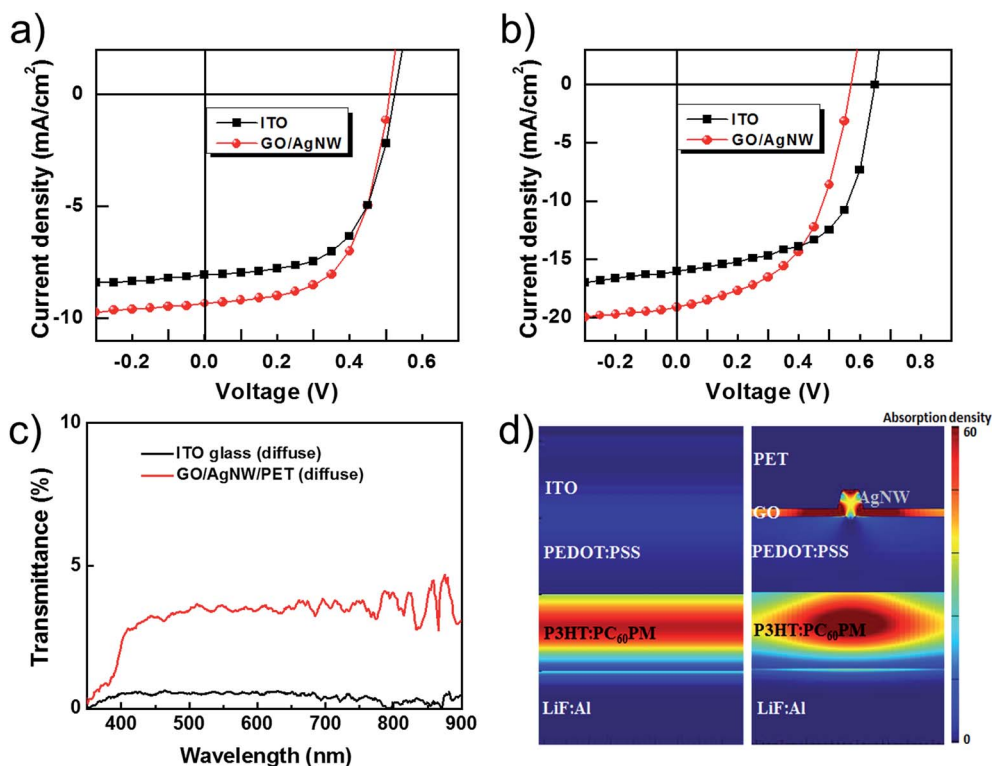 a)
Current density (mA/cm²)
0
-5
-10
ITO
GO/AgNW
-0.2 0.0 0.2 0.4 0.6
Voltage (V)
b)
Current density (mA/cm²)
0
-5
-10
-15
-20
ITO
GO/AgNW
-0.2 0.0 0.2 0.4 0.6 0.8
Voltage (V)
c)
Transmittance (%)
10
5
0
ITO glass (diffuse)
GO/AgNW/PET (diffuse)
400 500 600 700 800 900
Wavelength (nm)
d)
Absorption density
60
0
ITO
PEDOT:PSS
P3HT:PC₆₀PM
LiF:Al
PET
AgNW
GO
PEDOT:PSS
P3HT:PC₆₀PM
LiF:Al